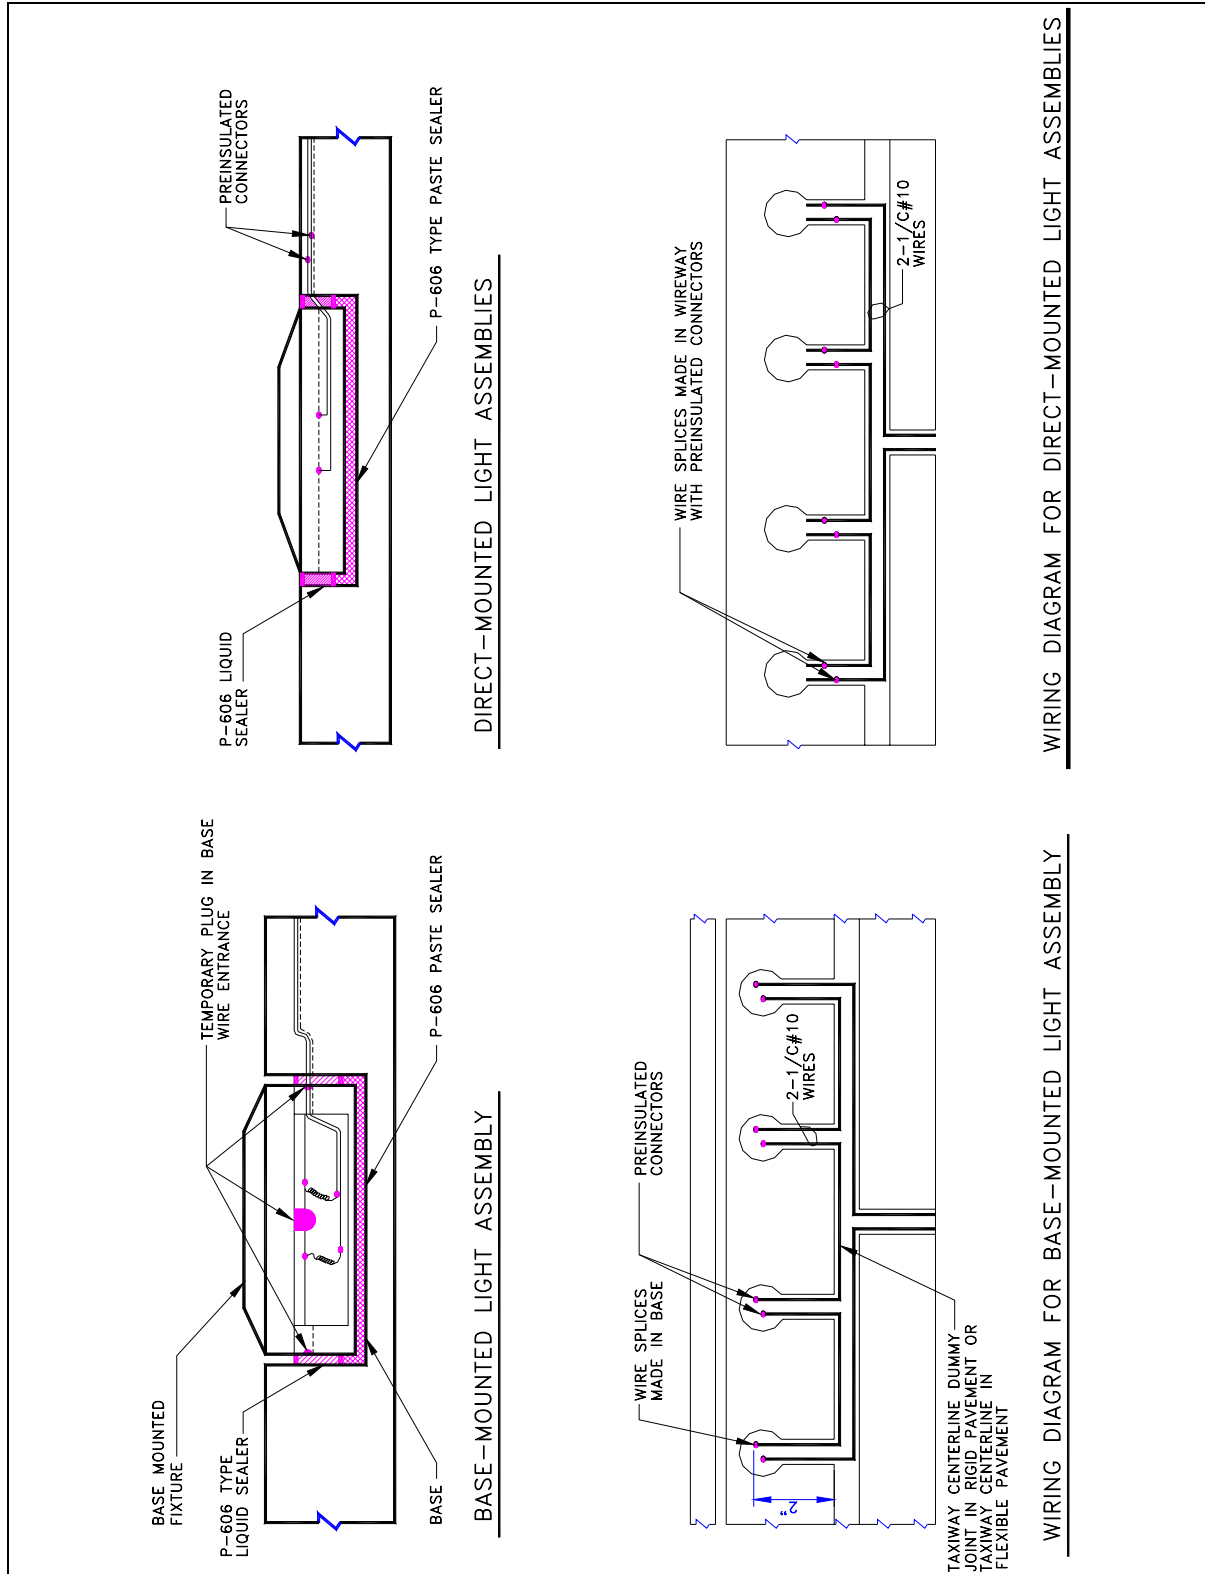 TEMPORARY PLUG IN BASE
WIRE ENTRANCE
BASE MOUNTED
FIXTURE
P-606 TYPE
LIQUID SEALER
BASE
P-606 PASTE SEALER
BASE-MOUNTED LIGHT ASSEMBLY
PREINSULATED
CONNECTORS
P-606 LIQUID
SEALER
P-606 TYPE PASTE SEALER
DIRECT-MOUNTED LIGHT ASSEMBLIES
WIRE SPLICES
MADE IN BASE
PREINSULATED
CONNECTORS
2-1/C#10
WIRES
2"
TAXIWAY CENTERLINE DUMMY
JOINT IN RIGID PAVEMENT OR
TAXIWAY CENTERLINE IN
FLEXIBLE PAVEMENT
WIRING DIAGRAM FOR BASE-MOUNTED LIGHT ASSEMBLY
WIRE SPLICES MADE IN WIREWAY
WITH PREINSULATED CONNECTORS
2-1/C#10
WIRES
WIRING DIAGRAM FOR DIRECT-MOUNTED LIGHT ASSEMBLIES